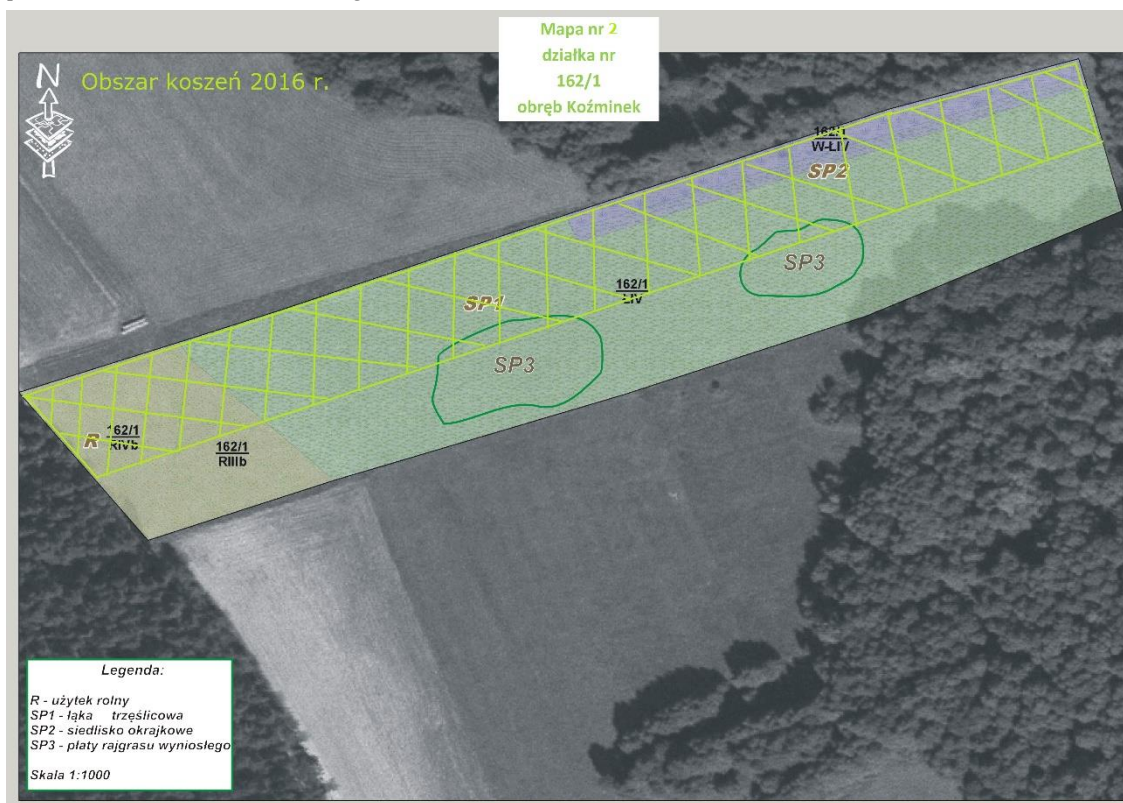 Mapa nr 2
działka nr
162/1
obręb Koźminek
N
Obszar koszeń 2016 r.
162/1
W-ŁIV
SP2
SP3
162/1
ŁIV
SP1
SP3
R
162/1
RIVb
162/1
RIIIb
Legenda:
R - użytek rolny
SP1 - łąka trzęślicowa
SP2 - siedlisko okrajkowe
SP3 - płaty rajgrasu wyniosłego
Skala 1:1000